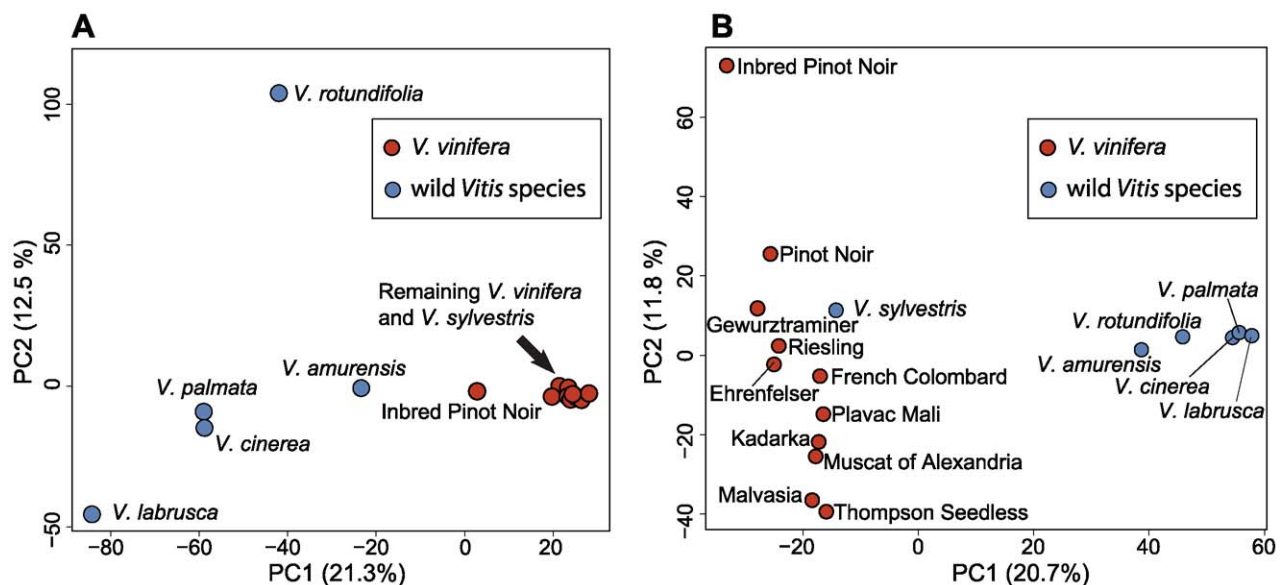 A
V. rotundifolia
V. vinifera
wild Vitis species
Remaining V. vinifera
and V. sylvestris
V. amurensis
V. palmata
Inbred Pinot Noir
V. cinerea
V. labrusca
100
50
0
−50
PC2 (12.5 %)
−80 −60 −40 −20 0 20
PC1 (21.3%)
B
Inbred Pinot Noir
V. vinifera
wild Vitis species
Pinot Noir
V. sylvestris
Gewurztraminer
Riesling
Ehrenfelser
French Colombard
Plavac Mali
Kadarka
Muscat of Alexandria
Malvasia
Thompson Seedless
V. palmata
V. rotundifolia
V. amurensis
V. cinerea
V. labrusca
60
40
20
0
−20
−40
PC2 (11.8 %)
−20 0 20 40 60
PC1 (20.7%)